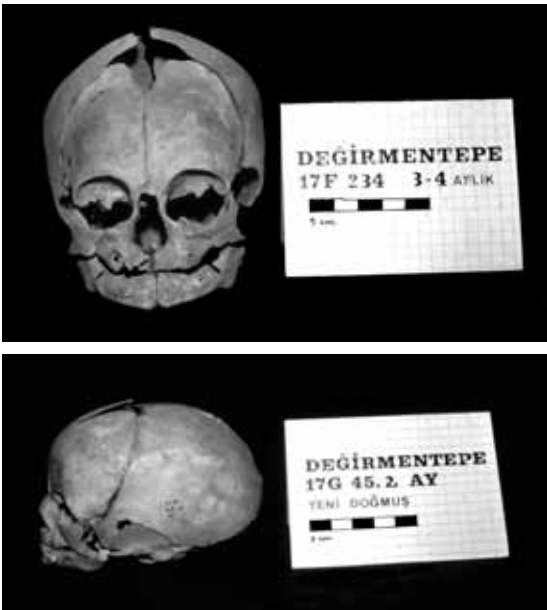 DEĞİRMENTEPE
17F 234 3-4 AYLIK
5 cm.
DEĞİRMENTEPE
17G 45.2 AY
YENİ DOĞMUŞ